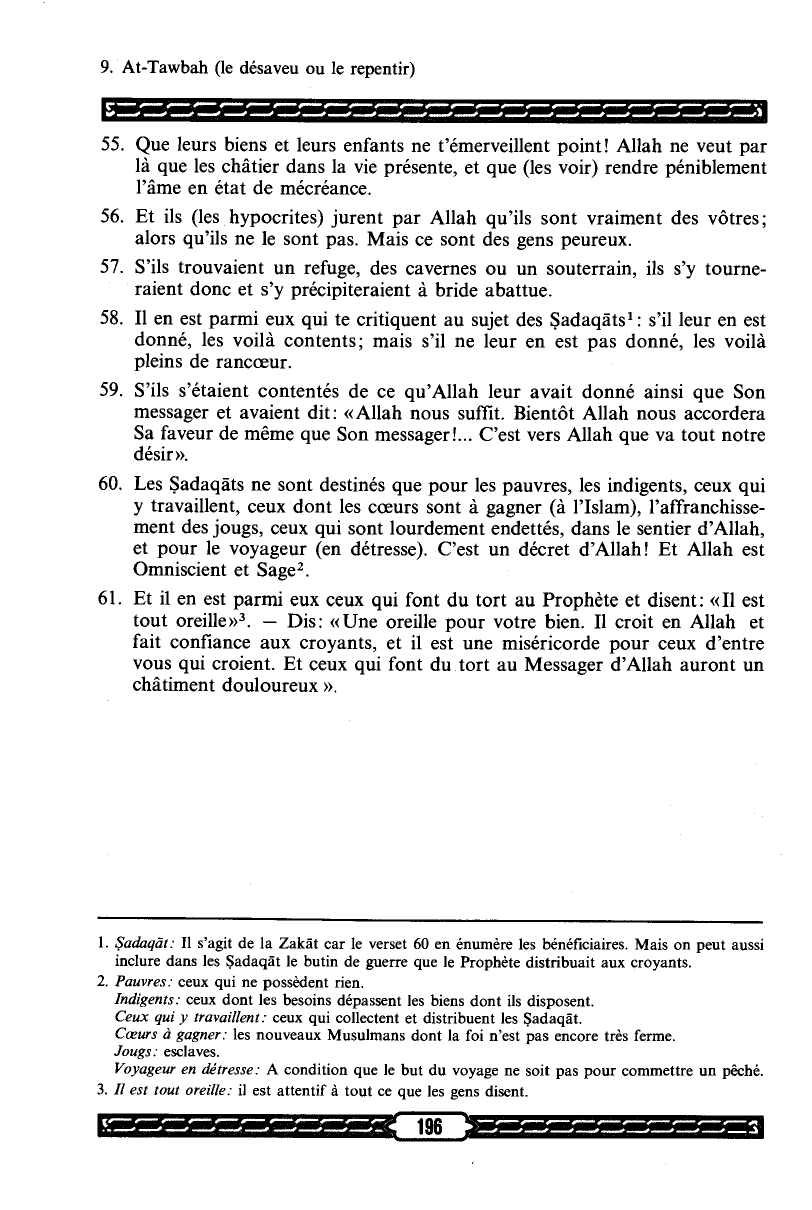 9. At-Tawbah (le désaveu ou le repentir)
55. Que leurs biens et leurs enfants ne t'émerveillent point! Allah ne veut par
là que les châtier dans la vie présente, et que (les voir) rendre péniblement
l'âme en état de mécréance.
56. Et ils (les hypocrites) jurent par Allah qu'ils sont vraiment des vôtres;
alors qu'ils ne le sont pas. Mais ce sont des gens peureux.
57. S'ils trouvaient un refuge, des cavernes ou un souterrain, ils s'y tourne-
raient donc et s'y précipiteraient à bride abattue.
58. Il en est parmi eux qui te critiquent au sujet des Ṣadaqāts¹: s'il leur en est
donné, les voilà contents; mais s'il ne leur en est pas donné, les voilà
pleins de rancœur.
59. S'ils s'étaient contentés de ce qu'Allah leur avait donné ainsi que Son
messager et avaient dit: «Allah nous suffit. Bientôt Allah nous accordera
Sa faveur de même que Son messager!... C'est vers Allah que va tout notre
désir».
60. Les Ṣadaqāts ne sont destinés que pour les pauvres, les indigents, ceux qui
y travaillent, ceux dont les cœurs sont à gagner (à l'Islam), l'affranchisse-
ment des jougs, ceux qui sont lourdement endettés, dans le sentier d'Allah,
et pour le voyageur (en détresse). C'est un décret d'Allah! Et Allah est
Omniscient et Sage².
61. Et il en est parmi eux ceux qui font du tort au Prophète et disent: «Il est
tout oreille»³. — Dis: «Une oreille pour votre bien. Il croit en Allah et
fait confiance aux croyants, et il est une miséricorde pour ceux d'entre
vous qui croient. Et ceux qui font du tort au Messager d'Allah auront un
châtiment douloureux».
1. Ṣadaqāt: Il s'agit de la Zakāt car le verset 60 en énumère les bénéficiaires. Mais on peut aussi
inclure dans les Ṣadaqāt le butin de guerre que le Prophète distribuait aux croyants.
2. Pauvres: ceux qui ne possèdent rien.
Indigents: ceux dont les besoins dépassent les biens dont ils disposent.
Ceux qui y travaillent: ceux qui collectent et distribuent les Ṣadaqāt.
Cœurs à gagner: les nouveaux Musulmans dont la foi n'est pas encore très ferme.
Jougs: esclaves.
Voyageur en détresse: A condition que le but du voyage ne soit pas pour commettre un pêché.
3. Il est tout oreille: il est attentif à tout ce que les gens disent.
196